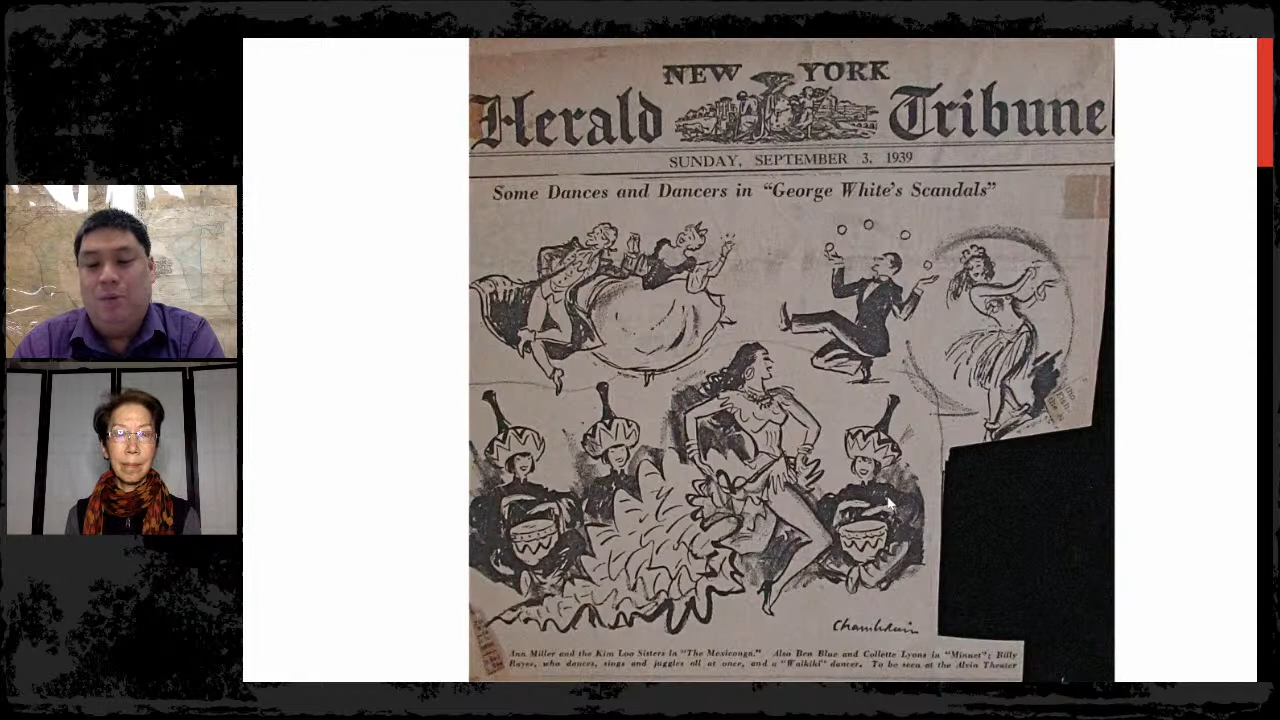 NEW YORK
Herald Tribune
SUNDAY, SEPTEMBER 3, 1939
Some Dances and Dancers in “George White's Scandals”
Chamberlain
Ann Miller and the Kim Loo Sisters in “The Mexiconga.” Also Ben Blue and Collette Lyons in “Minuet”; Billy
Rayes, who dances, sings and juggles all at once, and a “Waikiki” dancer. To be seen at the Alvin Theater